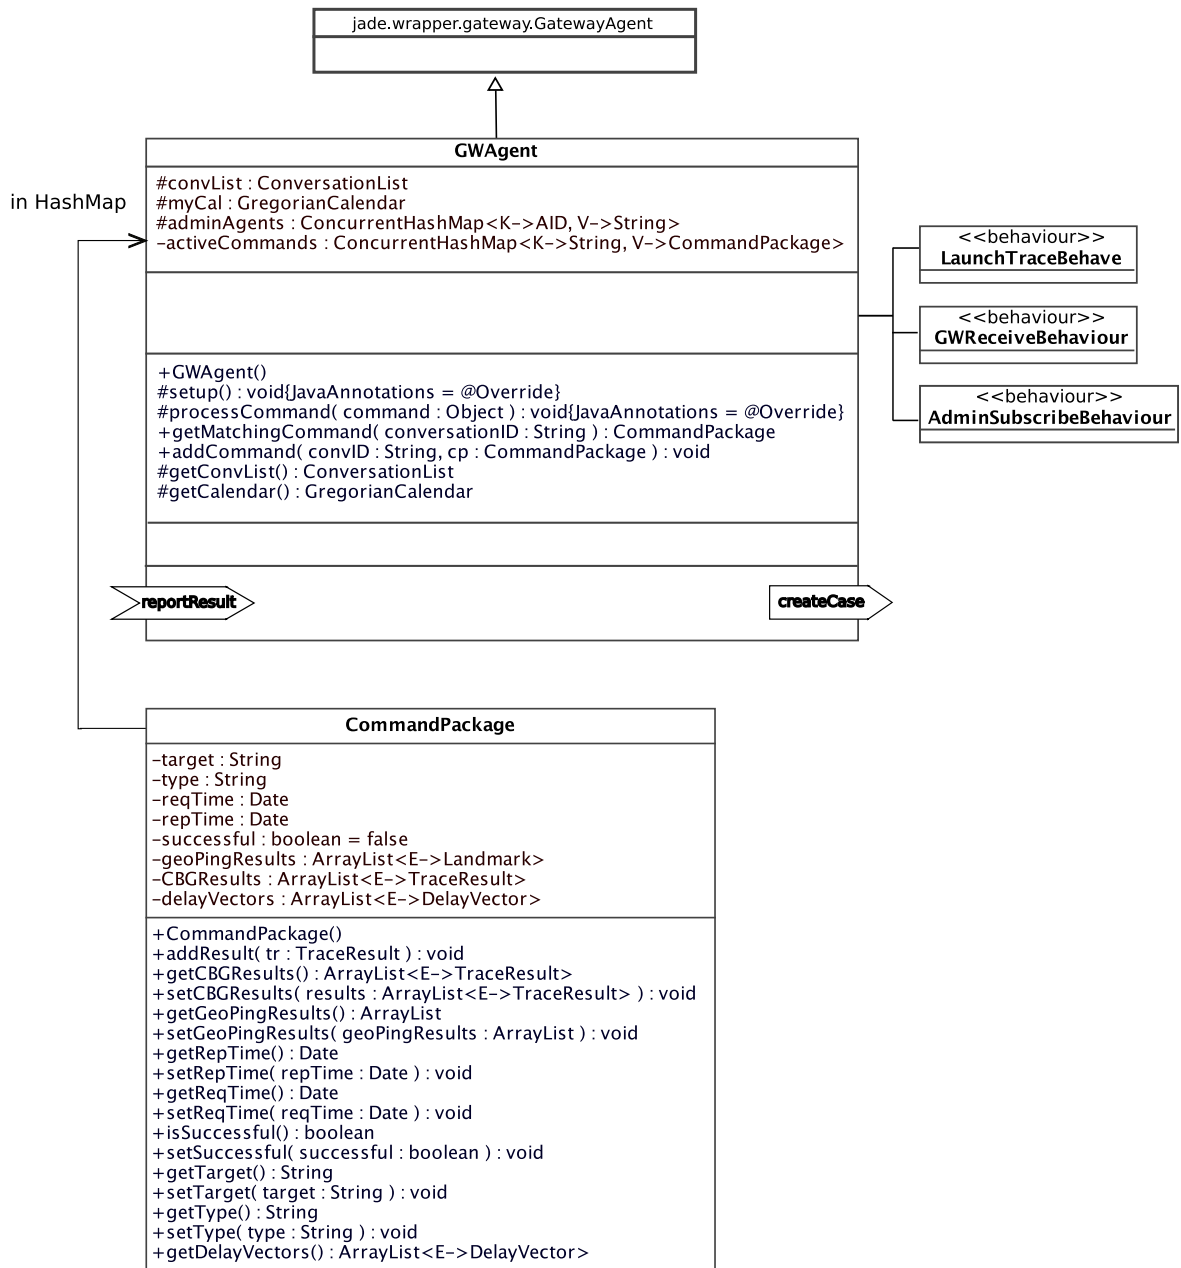 jade.wrapper.gateway.GatewayAgent
GWAgent
#convList : ConversationList
#myCal : GregorianCalendar
#adminAgents : ConcurrentHashMap<K->AID, V->String>
-activeCommands : ConcurrentHashMap<K->String, V->CommandPackage>
in HashMap
<<behaviour>>
LaunchTraceBehave
<<behaviour>>
GWReceiveBehaviour
<<behaviour>>
AdminSubscribeBehaviour
+GWAgent()
#setup() : void{JavaAnnotations = @Override}
#processCommand( command : Object ) : void{JavaAnnotations = @Override}
+getMatchingCommand( conversationID : String ) : CommandPackage
+addCommand( convID : String, cp : CommandPackage ) : void
#getConvList() : ConversationList
#getCalendar() : GregorianCalendar
reportResult
createCase
CommandPackage
-target : String
-type : String
-reqTime : Date
-repTime : Date
-successful : boolean = false
-geoPingResults : ArrayList<E->Landmark>
-CBGResults : ArrayList<E->TraceResult>
-delayVectors : ArrayList<E->DelayVector>
+CommandPackage()
+addResult( tr : TraceResult ) : void
+getCBGResults() : ArrayList<E->TraceResult>
+setCBGResults( results : ArrayList<E->TraceResult> ) : void
+getGeoPingResults() : ArrayList
+setGeoPingResults( geoPingResults : ArrayList ) : void
+getRepTime() : Date
+setRepTime( repTime : Date ) : void
+getReqTime() : Date
+setReqTime( reqTime : Date ) : void
+isSuccessful() : boolean
+setSuccessful( successful : boolean ) : void
+getTarget() : String
+setTarget( target : String ) : void
+getType() : String
+setType( type : String ) : void
+getDelayVectors() : ArrayList<E->DelayVector>